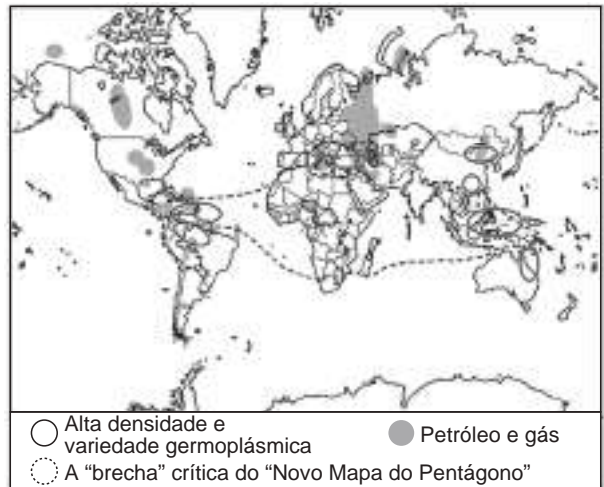 Alta densidade e
variedade germoplásmica
Petróleo e gás
A “brecha” crítica do “Novo Mapa do Pentágono”